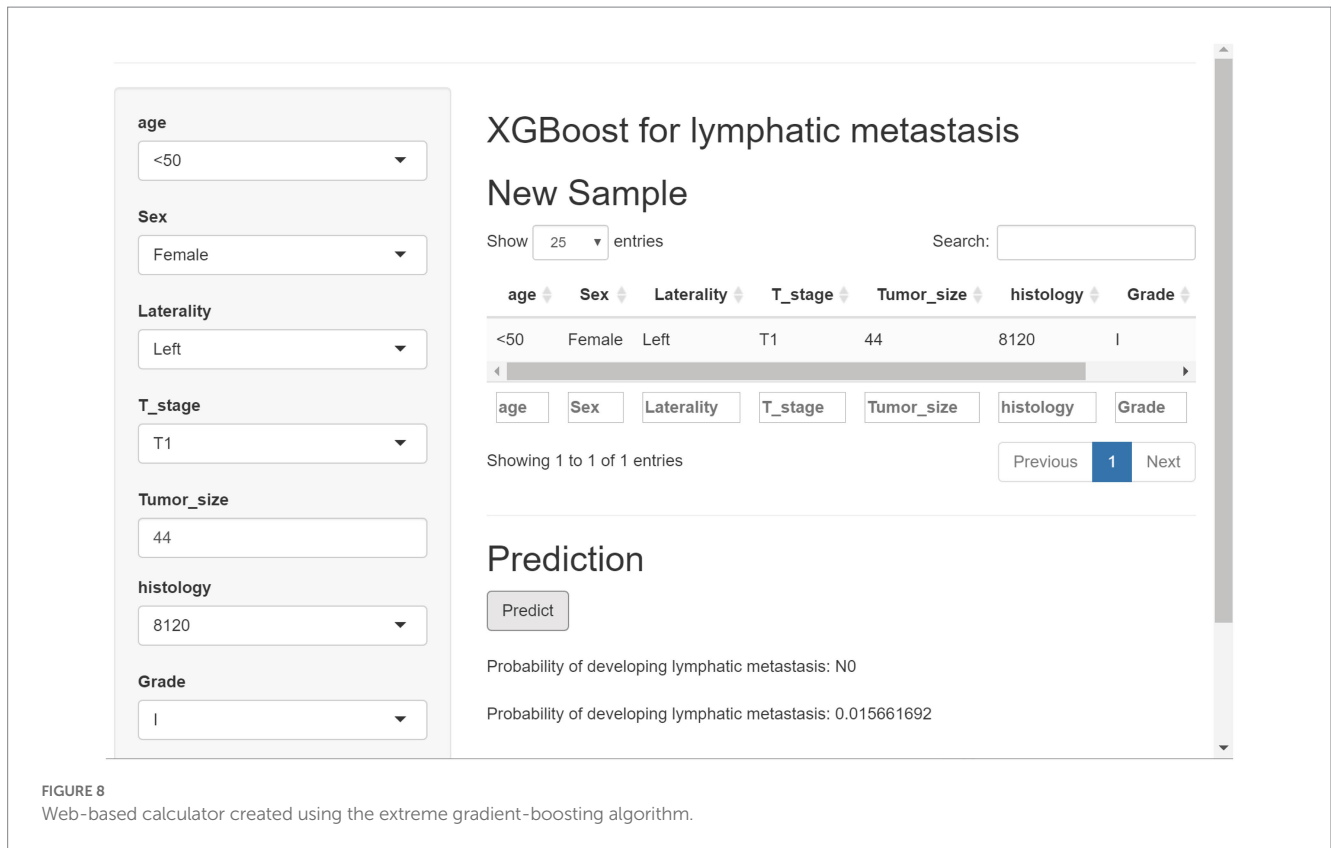 age
<50
Sex
Female
Laterality
Left
T_stage
T1
Tumor_size
44
histology
8120
Grade
I
XGBoost for lymphatic metastasis
New Sample
Show 25 entries Search:
age Sex Laterality T_stage Tumor_size histology Grade
<50 Female Left T1 44 8120 I
age Sex Laterality T_stage Tumor_size histology Grade
Showing 1 to 1 of 1 entries Previous 1 Next
Prediction
Predict
Probability of developing lymphatic metastasis: N0
Probability of developing lymphatic metastasis: 0.015661692
FIGURE 8
Web-based calculator created using the extreme gradient-boosting algorithm.